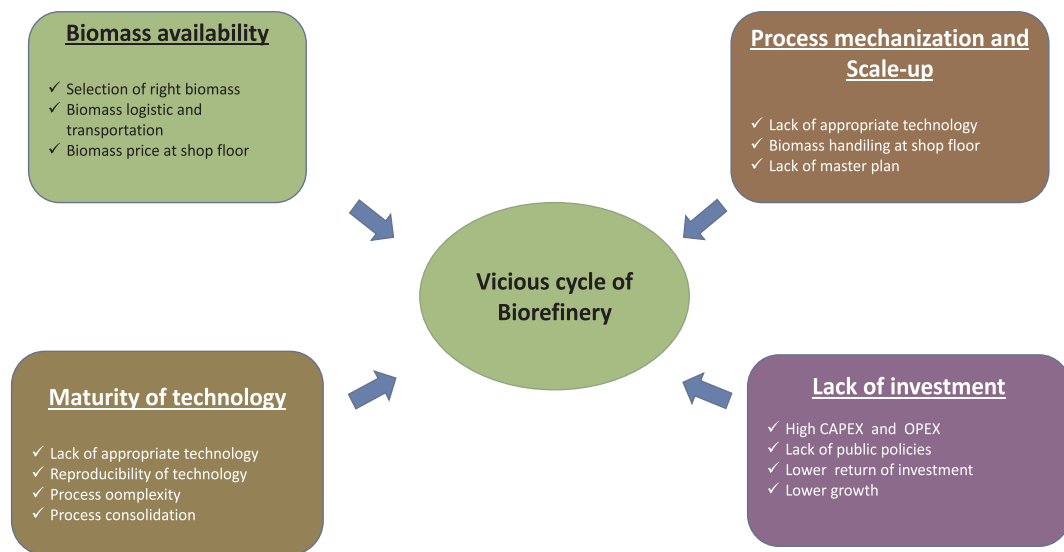 Biomass availability
✓ Selection of right biomass
✓ Biomass logistic and
transportation
✓ Biomass price at shop floor
Process mechanization and
Scale-up
✓ Lack of appropriate technology
✓ Biomass handiling at shop floor
✓ Lack of master plan
Vicious cycle of
Biorefinery
Maturity of technology
✓ Lack of appropriate technology
✓ Reproducibility of technology
✓ Process oomplexity
✓ Process consolidation
Lack of investment
✓ High CAPEX and OPEX
✓ Lack of public policies
✓ Lower return of investment
✓ Lower growth